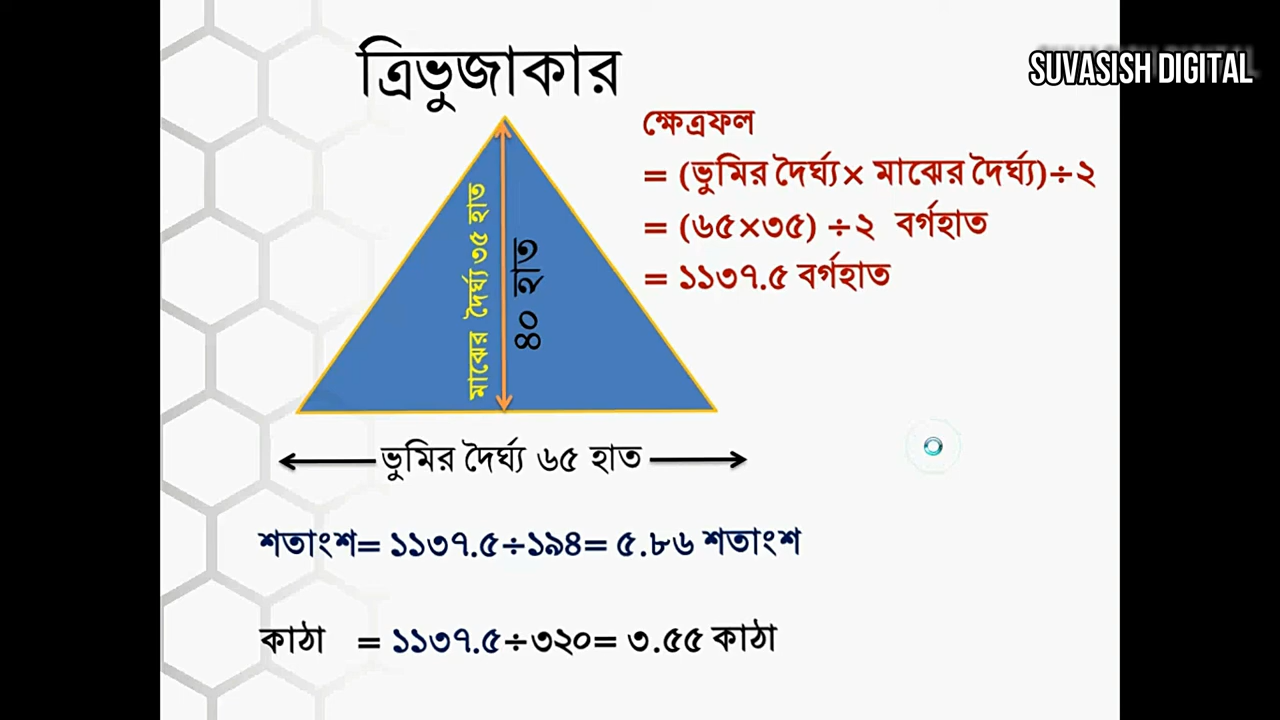 ত্রিভুজাকার
SUVASISH DIGITAL
ক্ষেত্রফল
= (ভুমির দৈর্ঘ্য× মাঝের দৈর্ঘ্য)÷২
= (৬৫×৩৫) ÷২ বর্গহাত
= ১১৩৭.৫ বর্গহাত
মাঝের দৈর্ঘ্য ৩৫ হাত
৪০ হাত
ভুমির দৈর্ঘ্য ৬৫ হাত
শতাংশ= ১১৩৭.৫÷১৯৪= ৫.৮৬ শতাংশ
কাঠা = ১১৩৭.৫÷৩২০= ৩.৫৫ কাঠা